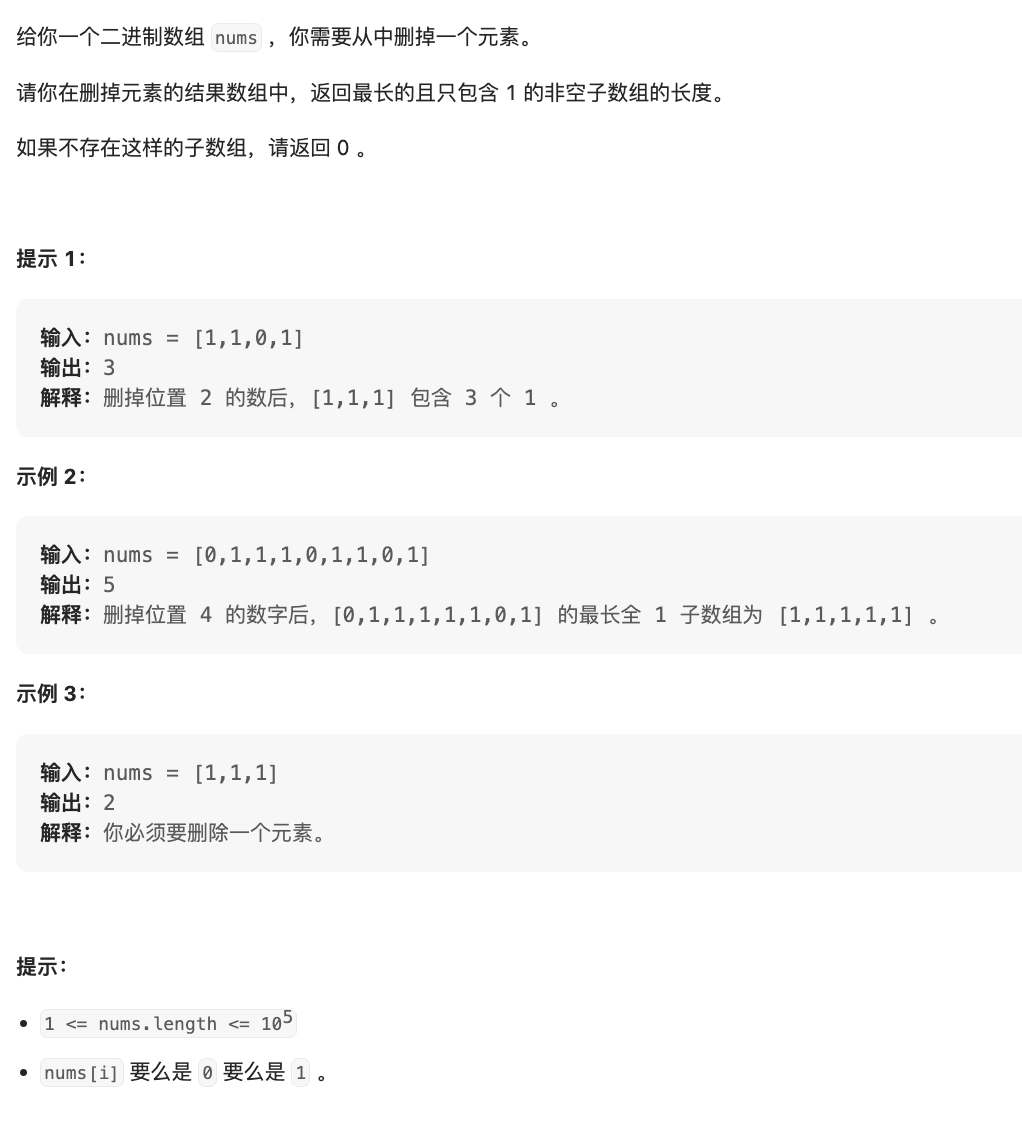 给你一个二进制数组 nums ，你需要从中删掉一个元素。
请你在删掉元素的结果数组中，返回最长的且只包含 1 的非空子数组的长度。
如果不存在这样的子数组，请返回 0 。
提示 1：
输入：nums = [1,1,0,1]
输出：3
解释：删掉位置 2 的数后，[1,1,1] 包含 3 个 1 。
示例 2：
输入：nums = [0,1,1,1,0,1,1,0,1]
输出：5
解释：删掉位置 4 的数字后，[0,1,1,1,1,1,0,1] 的最长全 1 子数组为 [1,1,1,1,1] 。
示例 3：
输入：nums = [1,1,1]
输出：2
解释：你必须要删除一个元素。
提示：
• 1 <= nums.length <= 10⁵
• nums[i] 要么是 0 要么是 1 。